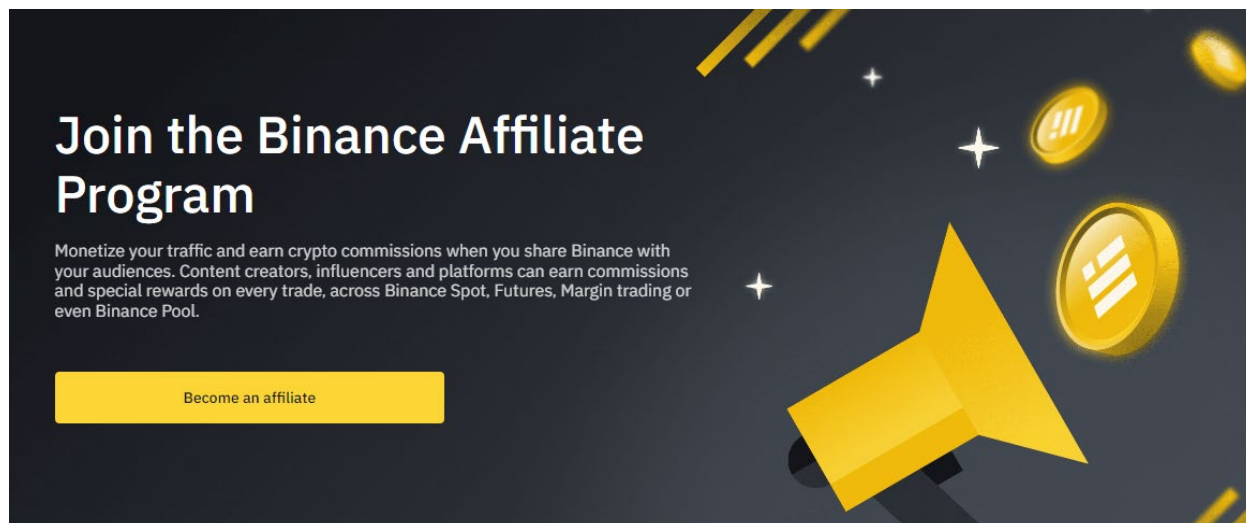 Join the Binance Affiliate
Program
Monetize your traffic and earn crypto commissions when you share Binance with
your audiences. Content creators, influencers and platforms can earn commissions
and special rewards on every trade, across Binance Spot, Futures, Margin trading or
even Binance Pool.
Become an affiliate